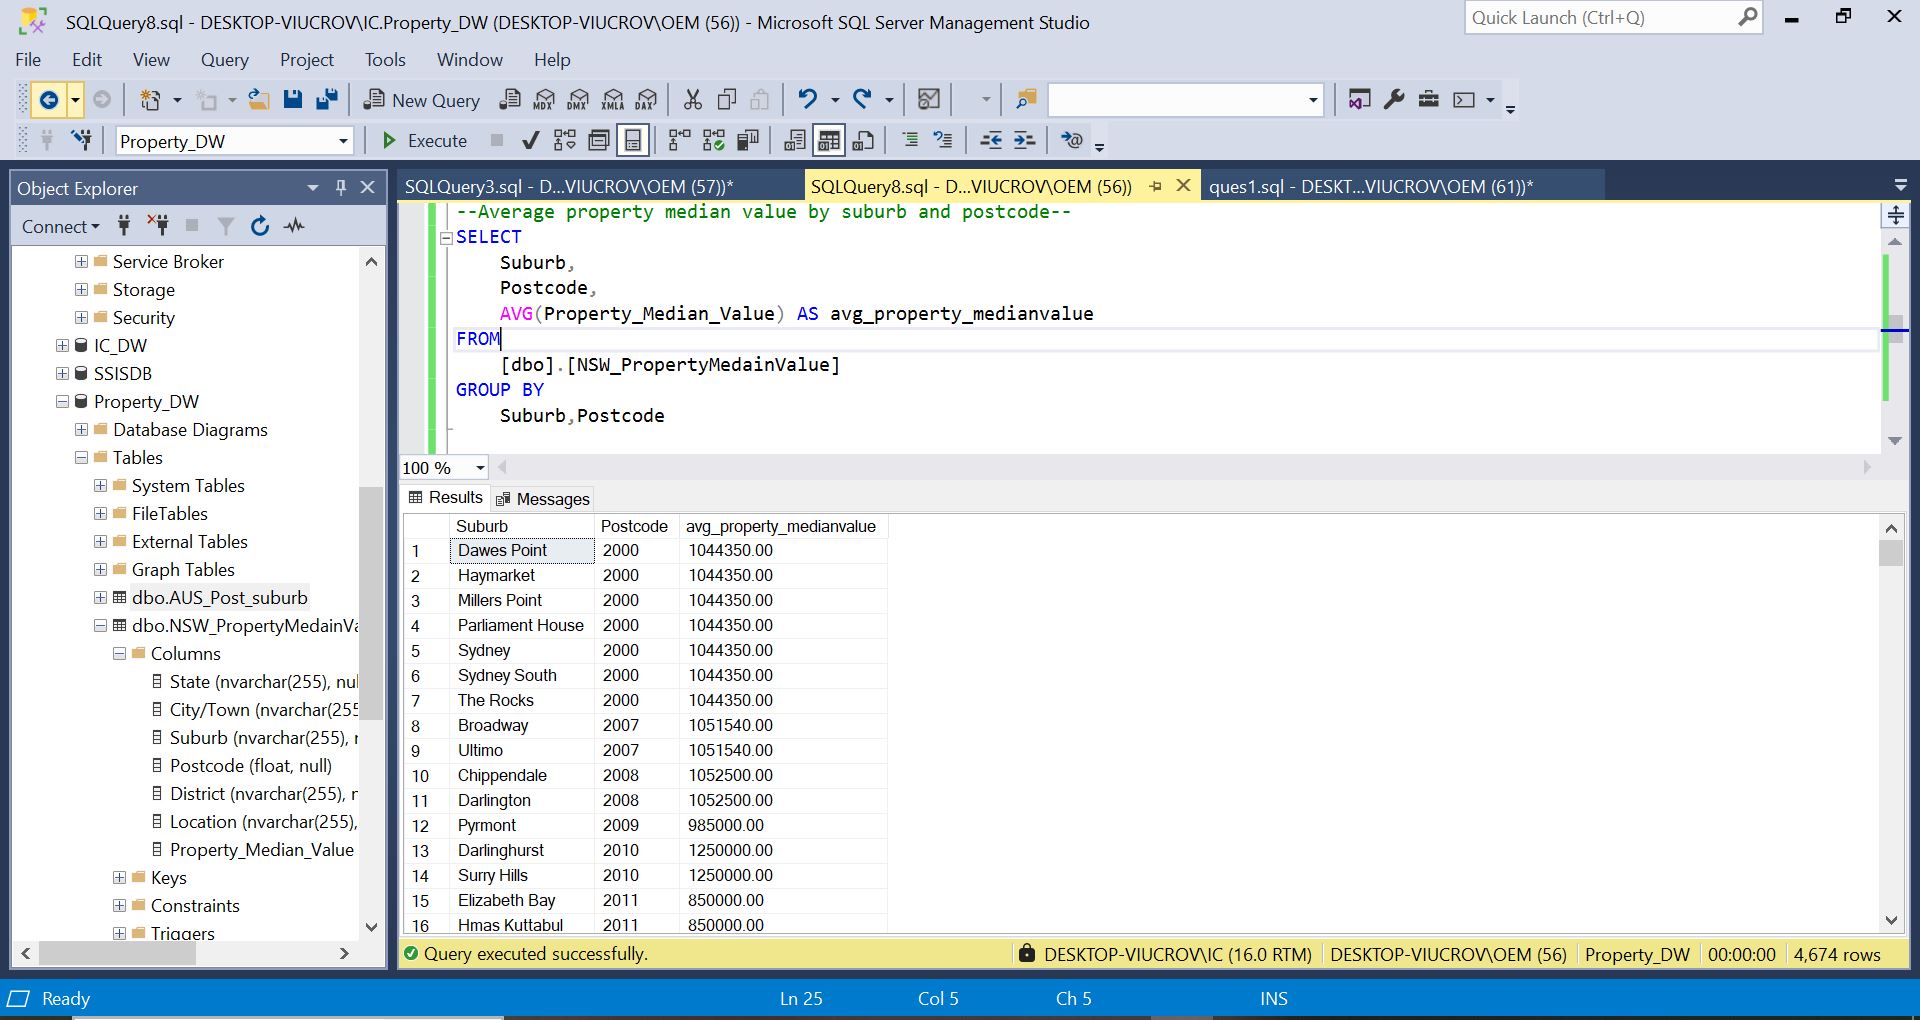 SQLQuery8.sql - DESKTOP-VIUCROV\IC.Property_DW (DESKTOP-VIUCROV\OEM (56)) - Microsoft SQL Server Management Studio
Quick Launch (Ctrl+Q)
File Edit View Query Project Tools Window Help
New Query MDX DMX XMLA DAX
Property_DW Execute
Object Explorer
Connect
Service Broker
Storage
Security
IC_DW
SSISDB
Property_DW
Database Diagrams
Tables
System Tables
FileTables
External Tables
Graph Tables
dbo.AUS_Post_suburb
dbo.NSW_PropertyMedainVa
Columns
State (nvarchar(255), nul
City/Town (nvarchar(255
Suburb (nvarchar(255), r
Postcode (float, null)
District (nvarchar(255), r
Location (nvarchar(255),
Property_Median_Value
Keys
Constraints
Triggers
SQLQuery3.sql - D...VIUCROV\OEM (57))* SQLQuery8.sql - D...VIUCROV\OEM (56)) ques1.sql - DESKT...VIUCROV\OEM (61))*
--Average property median value by suburb and postcode--
SELECT
Suburb,
Postcode,
AVG(Property_Median_Value) AS avg_property_medianvalue
FROM
[dbo].[NSW_PropertyMedainValue]
GROUP BY
Suburb,Postcode
100 %
Results Messages
Suburb Postcode avg_property_medianvalue
1 Dawes Point 2000 1044350.00
2 Haymarket 2000 1044350.00
3 Millers Point 2000 1044350.00
4 Parliament House 2000 1044350.00
5 Sydney 2000 1044350.00
6 Sydney South 2000 1044350.00
7 The Rocks 2000 1044350.00
8 Broadway 2007 1051540.00
9 Ultimo 2007 1051540.00
10 Chippendale 2008 1052500.00
11 Darlington 2008 1052500.00
12 Pyrmont 2009 985000.00
13 Darlinghurst 2010 1250000.00
14 Surry Hills 2010 1250000.00
15 Elizabeth Bay 2011 850000.00
16 Hmas Kuttabul 2011 850000.00
Query executed successfully. DESKTOP-VIUCROV\IC (16.0 RTM) DESKTOP-VIUCROV\OEM (56) Property_DW 00:00:00 4,674 rows
Ready Ln 25 Col 5 Ch 5 INS